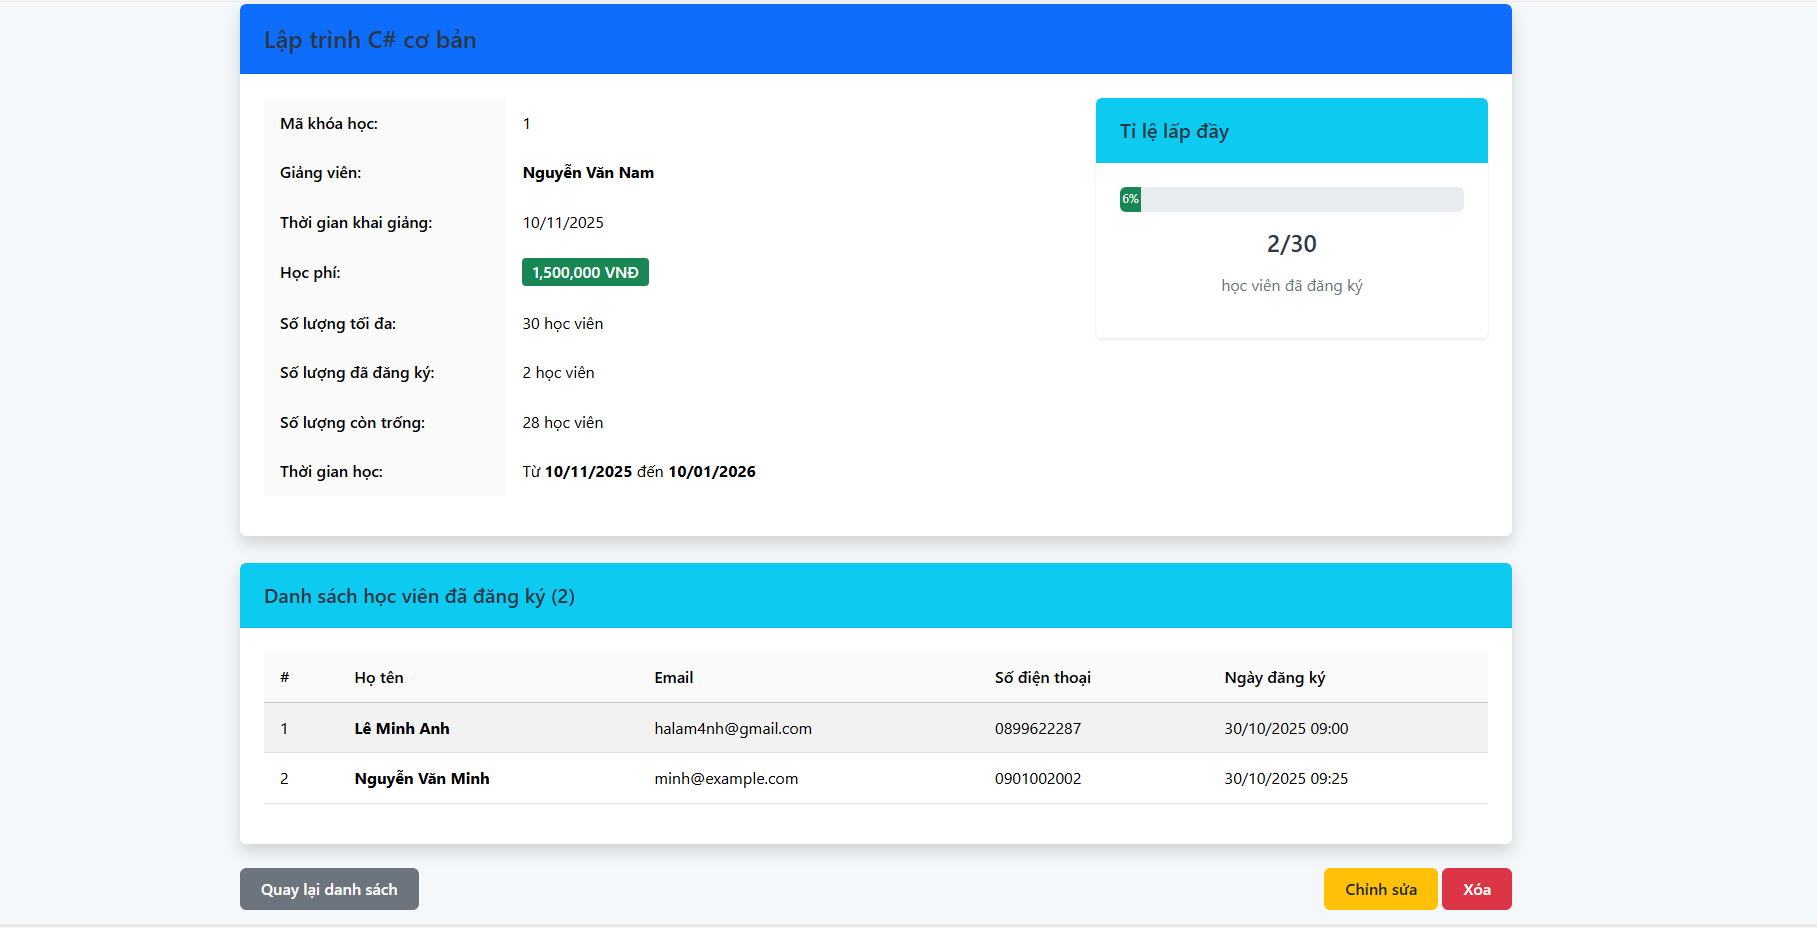 Lập trình C# cơ bản
Mã khóa học: 1
Giảng viên: Nguyễn Văn Nam
Thời gian khai giảng: 10/11/2025
Học phí: 1,500,000 VNĐ
Số lượng tối đa: 30 học viên
Số lượng đã đăng ký: 2 học viên
Số lượng còn trống: 28 học viên
Thời gian học: Từ 10/11/2025 đến 10/01/2026
Tỉ lệ lấp đầy
6%
2/30
học viên đã đăng ký
Danh sách học viên đã đăng ký (2)
# Họ tên Email Số điện thoại Ngày đăng ký
1 Lê Minh Anh halam4nh@gmail.com 0899622287 30/10/2025 09:00
2 Nguyễn Văn Minh minh@example.com 0901002002 30/10/2025 09:25
Quay lại danh sách Chỉnh sửa Xóa